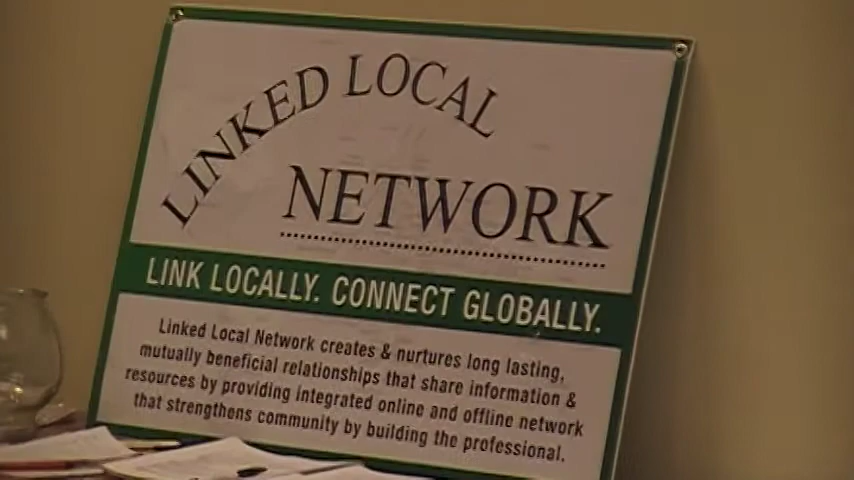 LINKED LOCAL
NETWORK
LINK LOCALLY. CONNECT GLOBALLY.
Linked Local Network creates & nurtures long lasting,
mutually beneficial relationships that share information &
resources by providing integrated online and offline network
that strengthens community by building the professional.